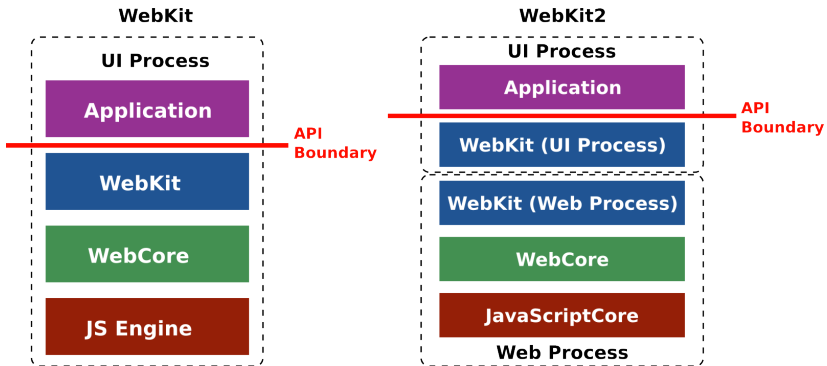 WebKit
UI Process
Application
API
Boundary
WebKit
WebCore
JS Engine
WebKit2
UI Process
Application
API
Boundary
WebKit (UI Process)
WebKit (Web Process)
WebCore
JavaScriptCore
Web Process